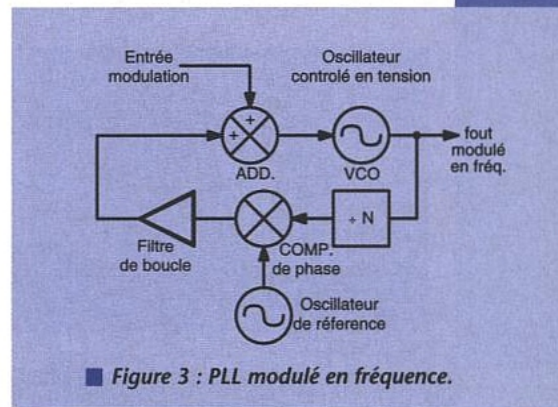 Entrée
modulation
Oscillateur
controlé en tension
+
+
ADD.
VCO
fout
modulé
en fréq.
Filtre
de boucle
COMP.
de phase
÷ N
Oscillateur
de réference
Figure 3 : PLL modulé en fréquence.